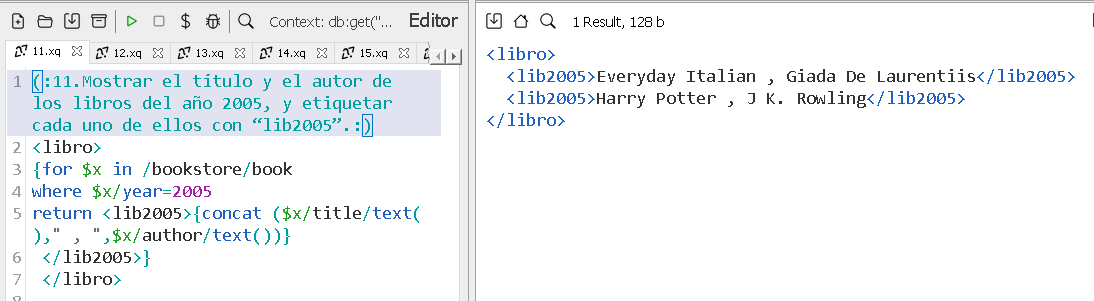 Context: db:get("...
Editor
11.xq
12.xq
13.xq
14.xq
15.xq
1 (:11.Mostrar el título y el autor de
los libros del año 2005, y etiquetar
cada uno de ellos con “lib2005”.:)
2 <libro>
3 {for $x in /bookstore/book
4 where $x/year=2005
5 return <lib2005>{concat ($x/title/text(
)," , ",$x/author/text())}
6 </lib2005>}
7 </libro>
1 Result, 128 b
<libro>
<lib2005>Everyday Italian , Giada De Laurentiis</lib2005>
<lib2005>Harry Potter , J K. Rowling</lib2005>
</libro>